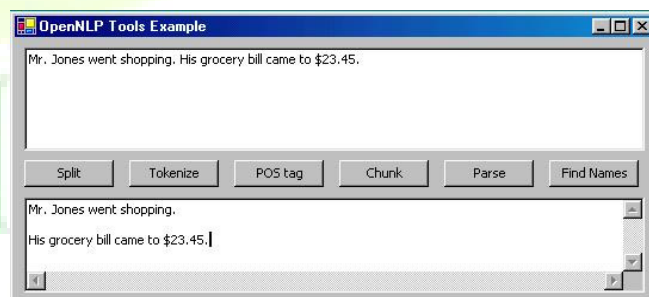 OpenNLP Tools Example
Mr. Jones went shopping. His grocery bill came to $23.45.
Split Tokenize POS tag Chunk Parse Find Names
Mr. Jones went shopping.
His grocery bill came to $23.45.